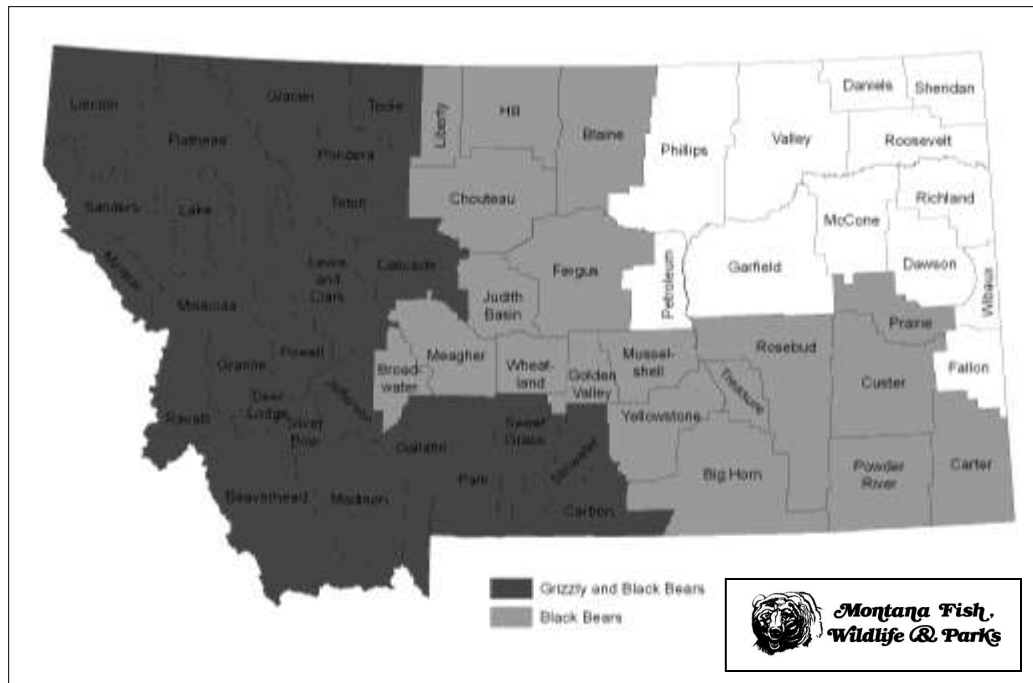 Lincoln
Flathead
Glacier
Toole
Liberty
Hill
Blaine
Phillips
Valley
Daniels
Sheridan
Roosevelt
Pondera
Teton
Chouteau
Richland
McCone
Sanders
Lake
Lewis
and
Clark
Cascade
Fergus
Petroleum
Garfield
Dawson
Wibaux
Mineral
Missoula
Judith
Basin
Prairie
Powell
Granite
Meagher
Broad-
water
Wheat-
land
Golden
Valley
Mussel-
shell
Rosebud
Treasure
Custer
Fallon
Jefferson
Deer
Lodge
Silver
Bow
Ravalli
Gallatin
Sweet
Grass
Stillwater
Yellowstone
Beaverhead
Madison
Park
Carbon
Big Horn
Powder
River
Carter
Grizzly and Black Bears
Black Bears
Montana Fish,
Wildlife & Parks